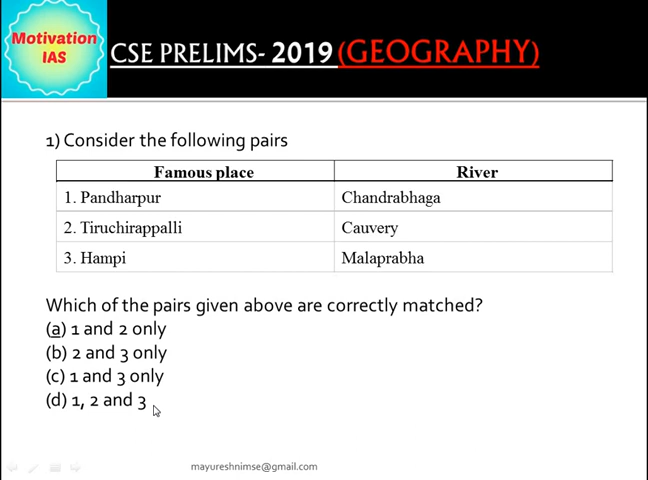 Motivation
IAS
CSE PRELIMS- 2019 (GEOGRAPHY)
1) Consider the following pairs
Famous place River
1. Pandharpur Chandrabhaga
2. Tiruchirappalli Cauvery
3. Hampi Malaprabha
Which of the pairs given above are correctly matched?
(a) 1 and 2 only
(b) 2 and 3 only
(c) 1 and 3 only
(d) 1, 2 and 3
mayureshnimse@gmail.com